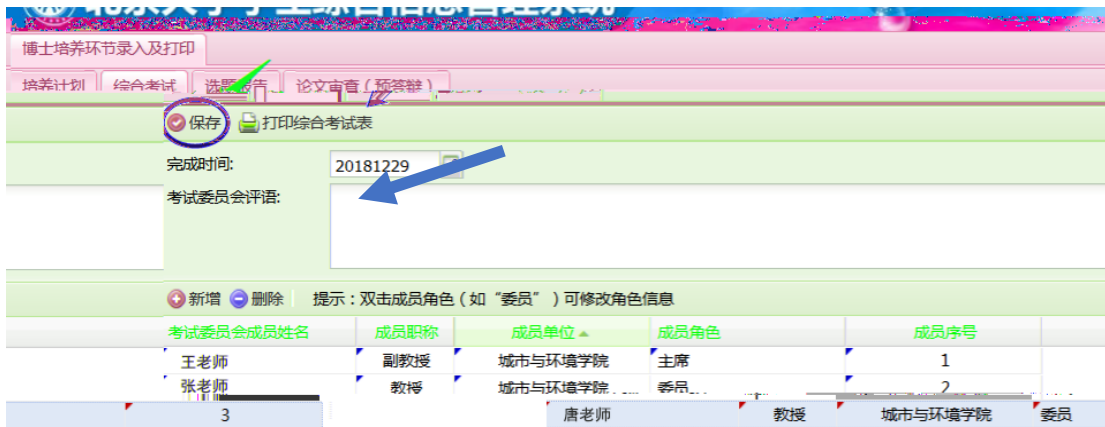 博士培养环节录入及打印
培养计划 综合考试 选题报告 论文审查（预答辩）
保存 打印综合考试表
完成时间: 20181229
考试委员会评语:
新增 删除 提示：双击成员角色（如“委员”）可修改角色信息
考试委员会成员姓名 成员职称 成员单位 成员角色 成员序号
王老师 副教授 城市与环境学院 主席 1
张老师 教授 城市与环境学院 委员 2
3 唐老师 教授 城市与环境学院 委员